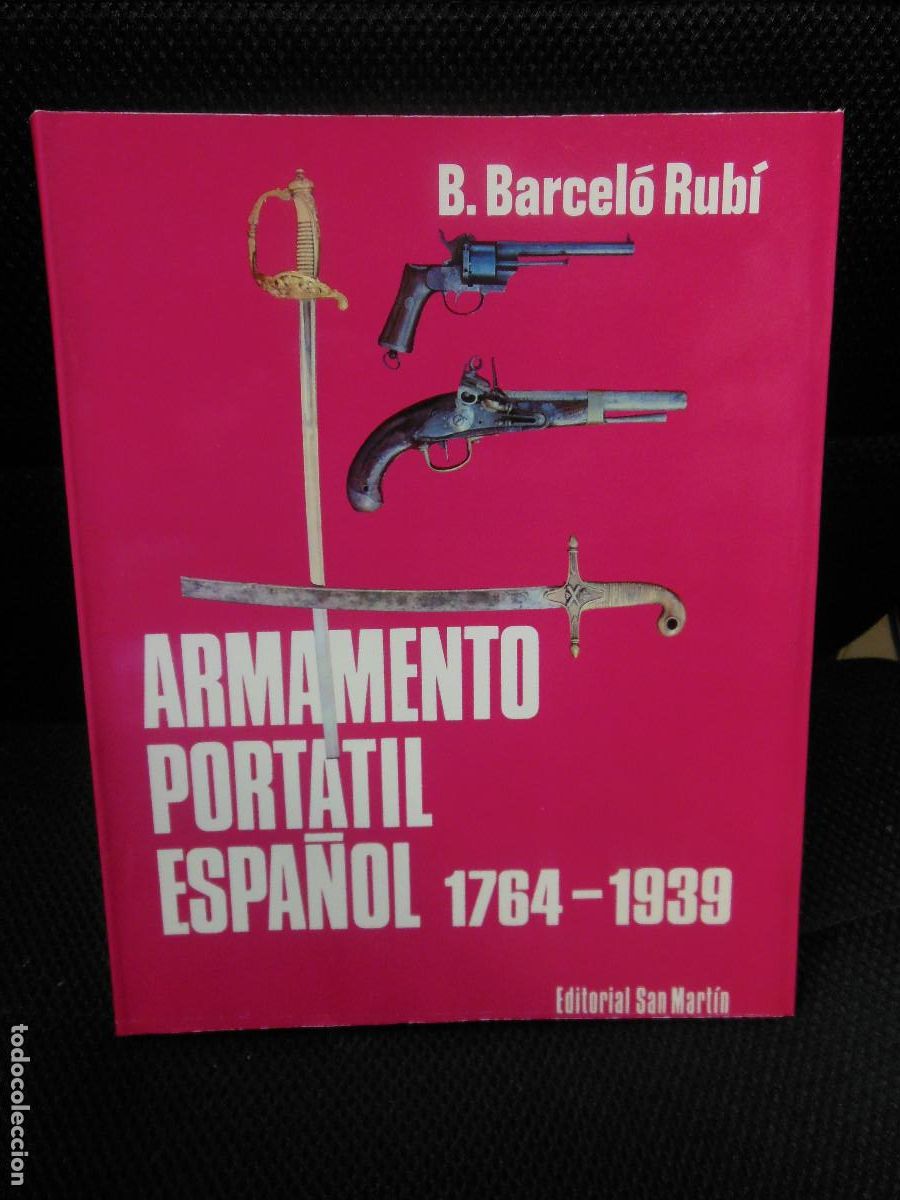 B. Barceló Rubí
ARMAMENTO
PORTATIL
ESPAÑOL 1764-1939
Editorial San Martín
todocoleccion